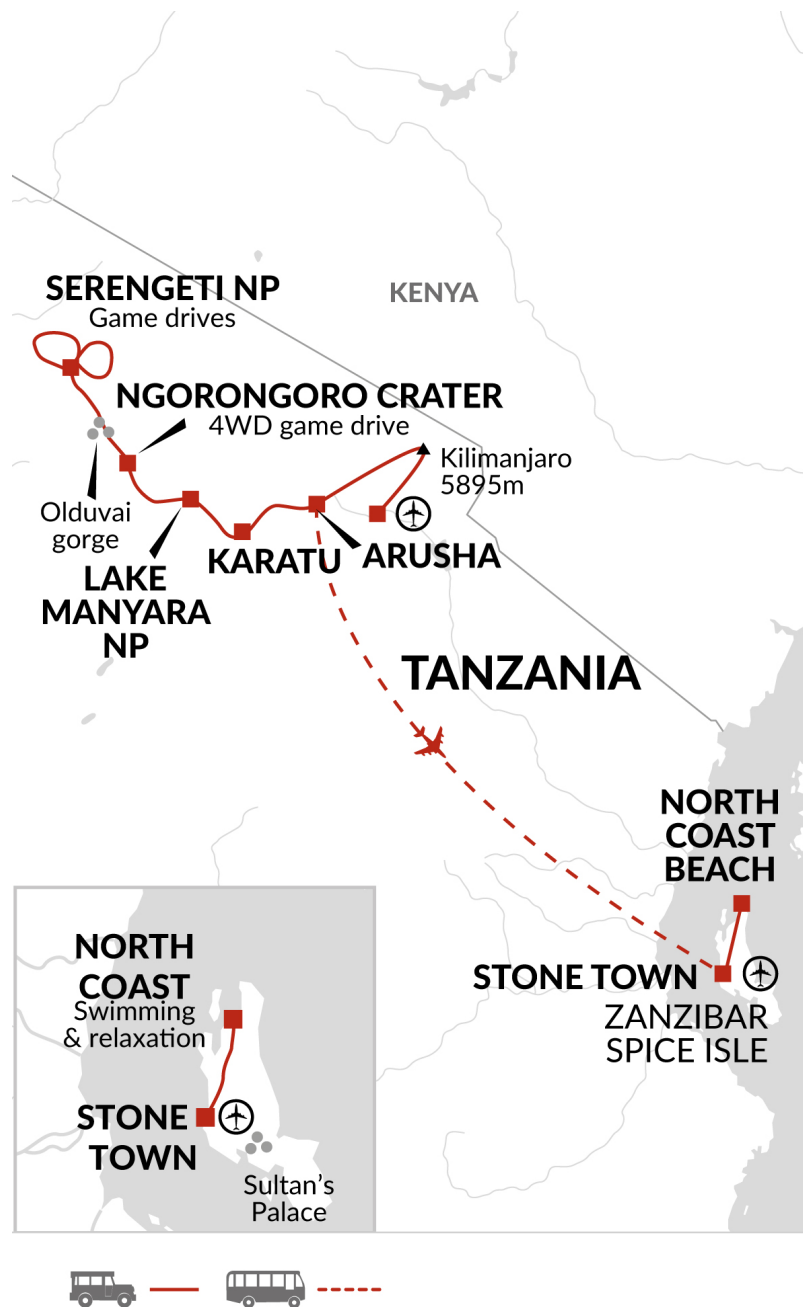 KENYA
SERENGETI NP
Game drives
NGORONGORO CRATER
4WD game drive
Kilimanjaro
5895m
Olduvai
gorge
KARATU
ARUSHA
LAKE
MANYARA
NP
TANZANIA
NORTH
COAST
BEACH
STONE TOWN
ZANZIBAR
SPICE ISLE
NORTH
COAST
Swimming
& relaxation
STONE
TOWN
Sultan’s
Palace